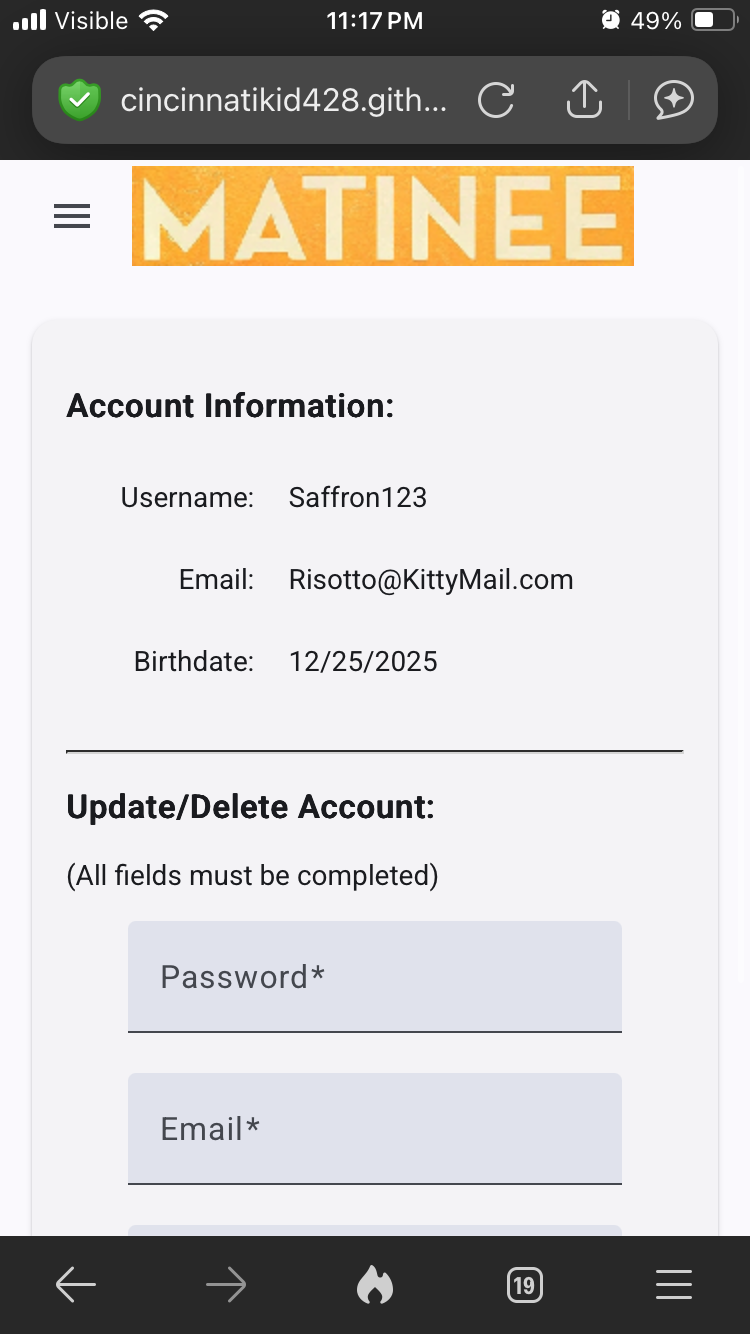 Visible 11:17 PM 49%
cincinnatikid428.gith...
MATINEE
Account Information:
Username: Saffron123
Email: Risotto@KittyMail.com
Birthdate: 12/25/2025
Update/Delete Account:
(All fields must be completed)
Password*
Email*
19